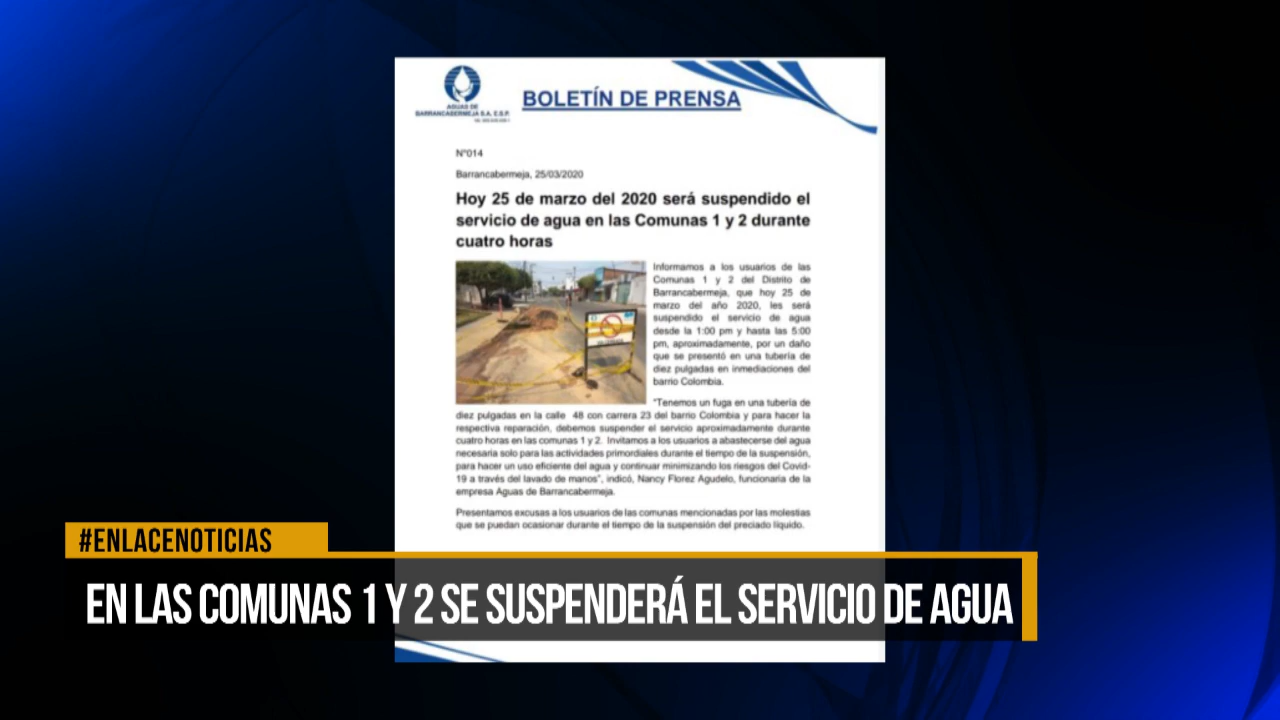 AGUAS DE
BARRANCABERMEJA S.A. E.S.P.
BOLETÍN DE PRENSA
N°014
Barrancabermeja, 25/03/2020
Hoy 25 de marzo del 2020 será suspendido el
servicio de agua en las Comunas 1 y 2 durante
cuatro horas
Informamos a los usuarios de las
Comunas 1 y 2 del Distrito de
Barrancabermeja, que hoy 25 de
marzo del año 2020, les será
suspendido el servicio de agua
desde la 1:00 pm y hasta las 5:00
pm, aproximadamente, por un daño
que se presentó en una tubería de
diez pulgadas en inmediaciones del
barrio Colombia.
"Tenemos un fuga en una tubería de
diez pulgadas en la calle 48 con carrera 23 del barrio Colombia y para hacer la
respectiva reparación, debemos suspender el servicio aproximadamente durante
cuatro horas en las comunas 1 y 2. Invitamos a los usuarios a abastecerse del agua
necesaria solo para las actividades primordiales durante el tiempo de la suspensión,
para hacer un uso eficiente del agua y continuar minimizando los riesgos del Covid-
19 a través del lavado de manos", indicó, Nancy Florez Agudelo, funcionaria de la
empresa Aguas de Barrancabermeja.
Presentamos excusas a los usuarios de las comunas mencionadas por las molestias
que se puedan ocasionar durante el tiempo de la suspensión del preciado líquido.
#ENLACENOTICIAS
EN LAS COMUNAS 1 Y 2 SE SUSPENDERÁ EL SERVICIO DE AGUA